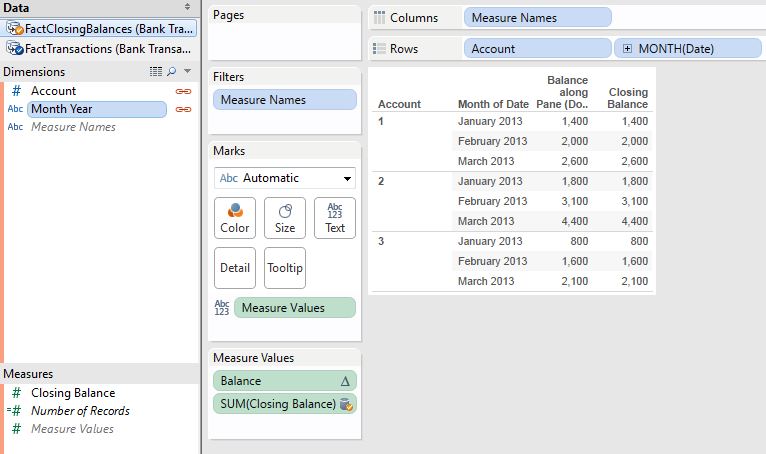 Data
FactClosingBalances (Bank Tra...
FactTransactions (Bank Transa...
Dimensions
# Account
Abc Month Year
Abc Measure Names
Measures
# Closing Balance
=# Number of Records
# Measure Values
Pages
Filters
Measure Names
Marks
Abc Automatic
Color
Size
Abc
123
Text
Detail
Tooltip
Abc
123
Measure Values
Measure Values
Balance Δ
SUM(Closing Balance)
Columns
Measure Names
Rows
Account
MONTH(Date)
Account Month of Date Balance along Pane (Do.. Closing Balance
1 January 2013 1,400 1,400
February 2013 2,000 2,000
March 2013 2,600 2,600
2 January 2013 1,800 1,800
February 2013 3,100 3,100
March 2013 4,400 4,400
3 January 2013 800 800
February 2013 1,600 1,600
March 2013 2,100 2,100